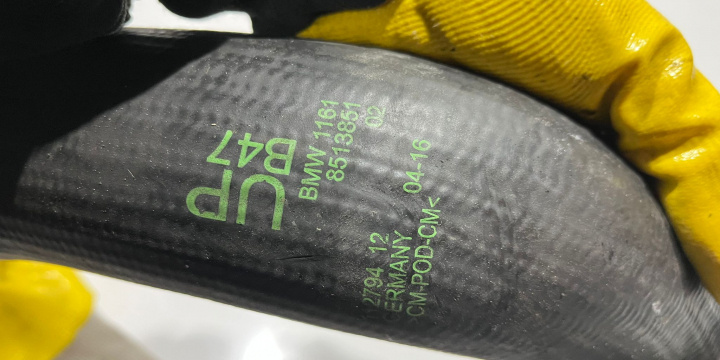 UP
B47
BMW 1161
8513851
02
2794 12
ERMANY
CM-POD-CM< 04-16